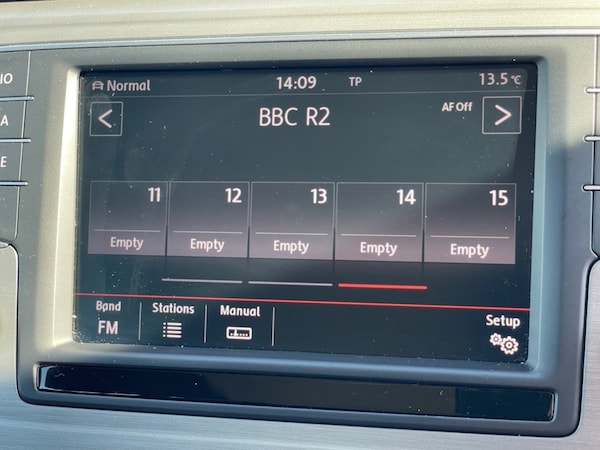 Normal 14:09 TP 13.5 °C
BBC R2 AF Off
11 12 13 14 15
Empty Empty Empty Empty Empty
Band Stations Manual
FM
Setup